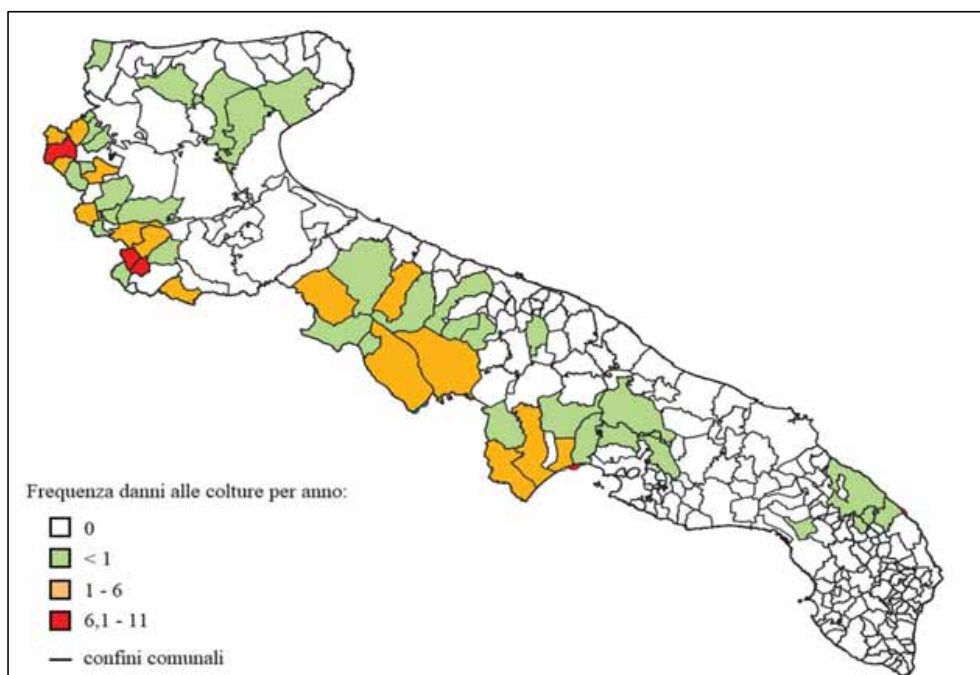 Frequenza danni alle colture per anno:
0
< 1
1 - 6
6,1 - 11
confini comunali